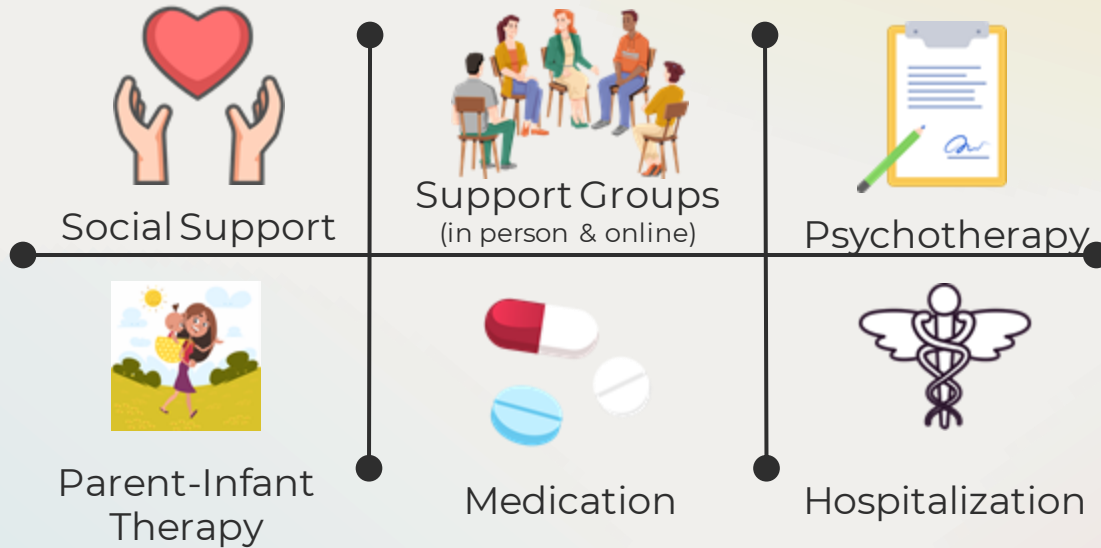 Social Support
Support Groups
(in person & online)
Psychotherapy
Parent-Infant
Therapy
Medication
Hospitalization